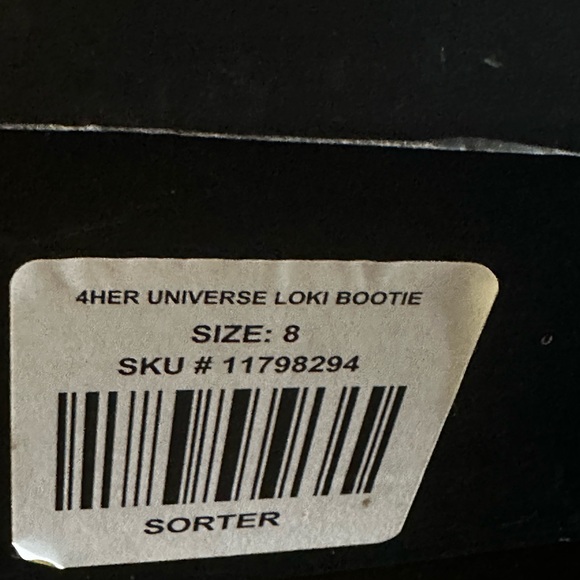 4HER UNIVERSE LOKI BOOTIE
SIZE: 8
SKU # 11798294
SORTER